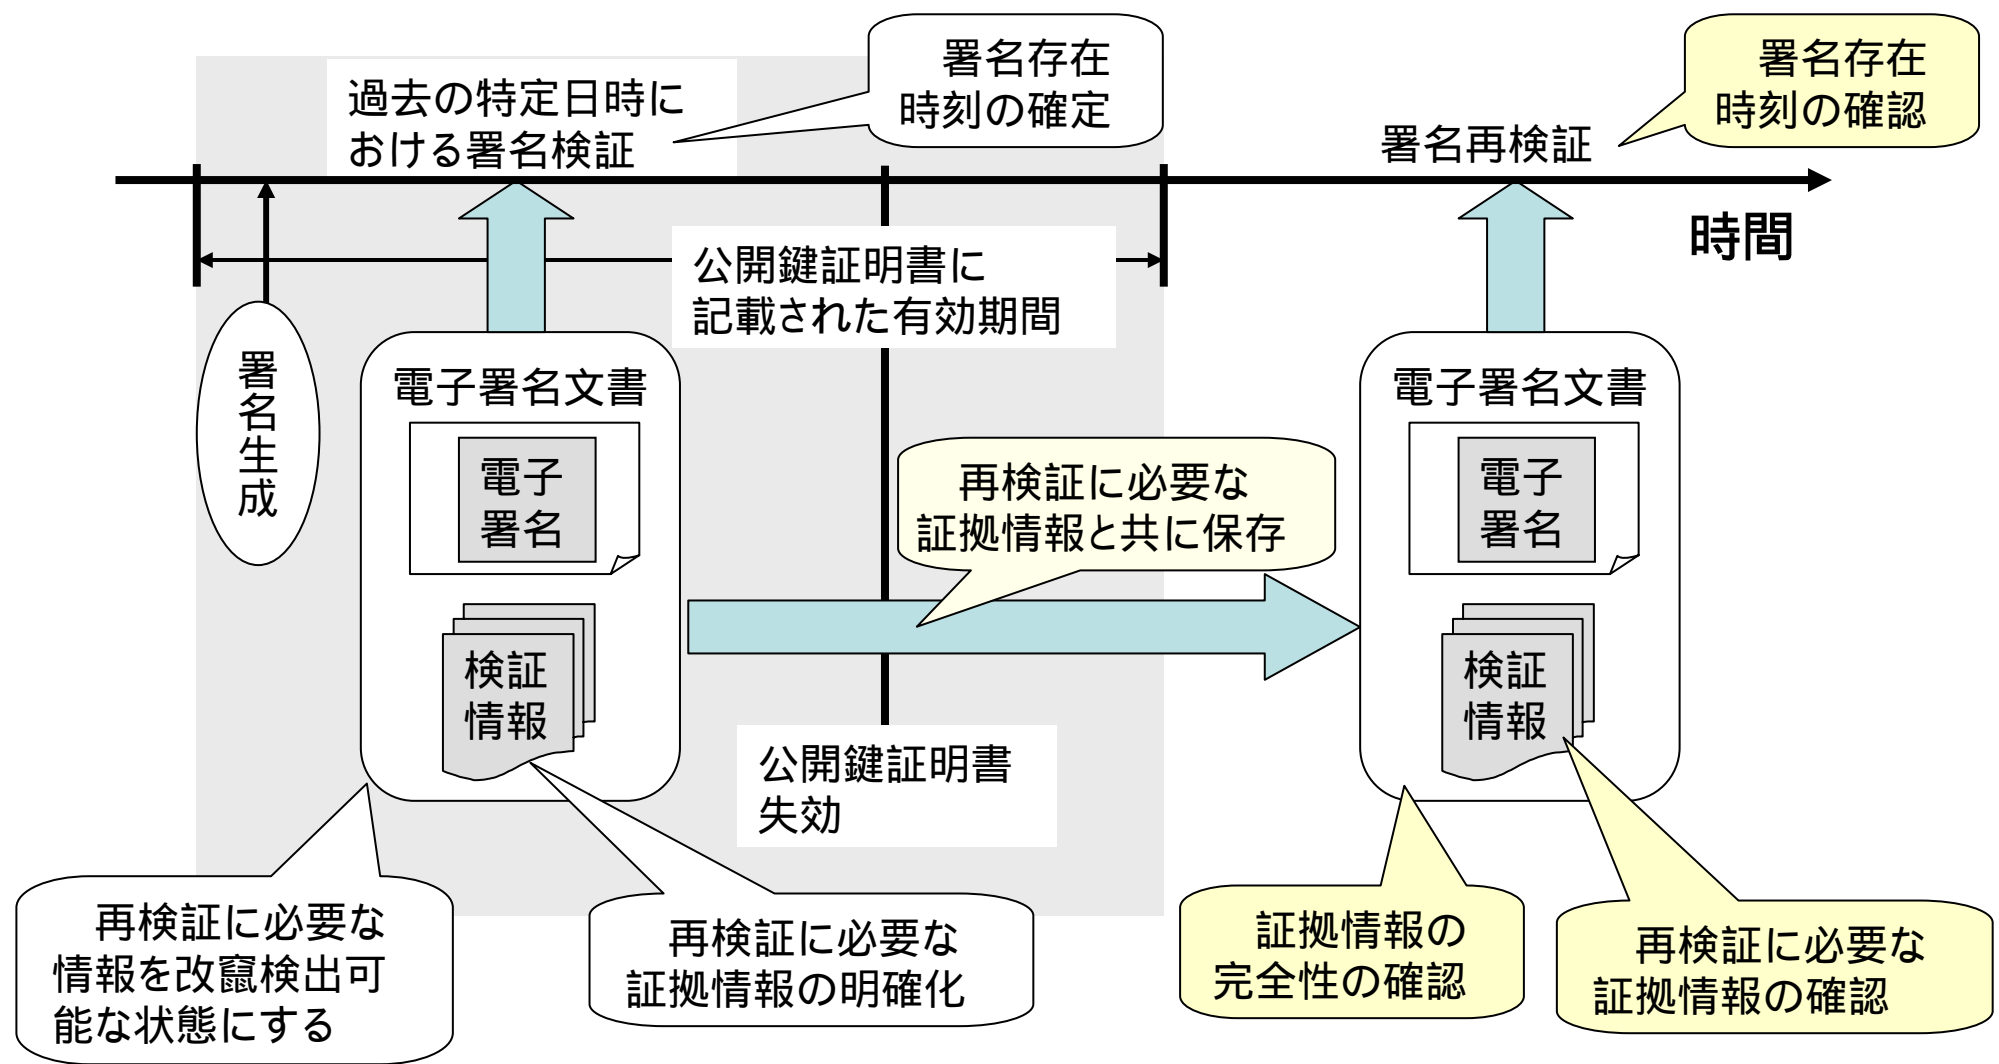 署名存在
時刻の確定
署名存在
時刻の確認
過去の特定日時に
おける署名検証
署名再検証
時間
公開鍵証明書に
記載された有効期間
署名生成
電子署名文書
電子
署名
検証
情報
再検証に必要な
証拠情報と共に保存
電子署名文書
電子
署名
検証
情報
公開鍵証明書
失効
再検証に必要な
情報を改竄検出可
能な状態にする
再検証に必要な
証拠情報の明確化
証拠情報の
完全性の確認
再検証に必要な
証拠情報の確認